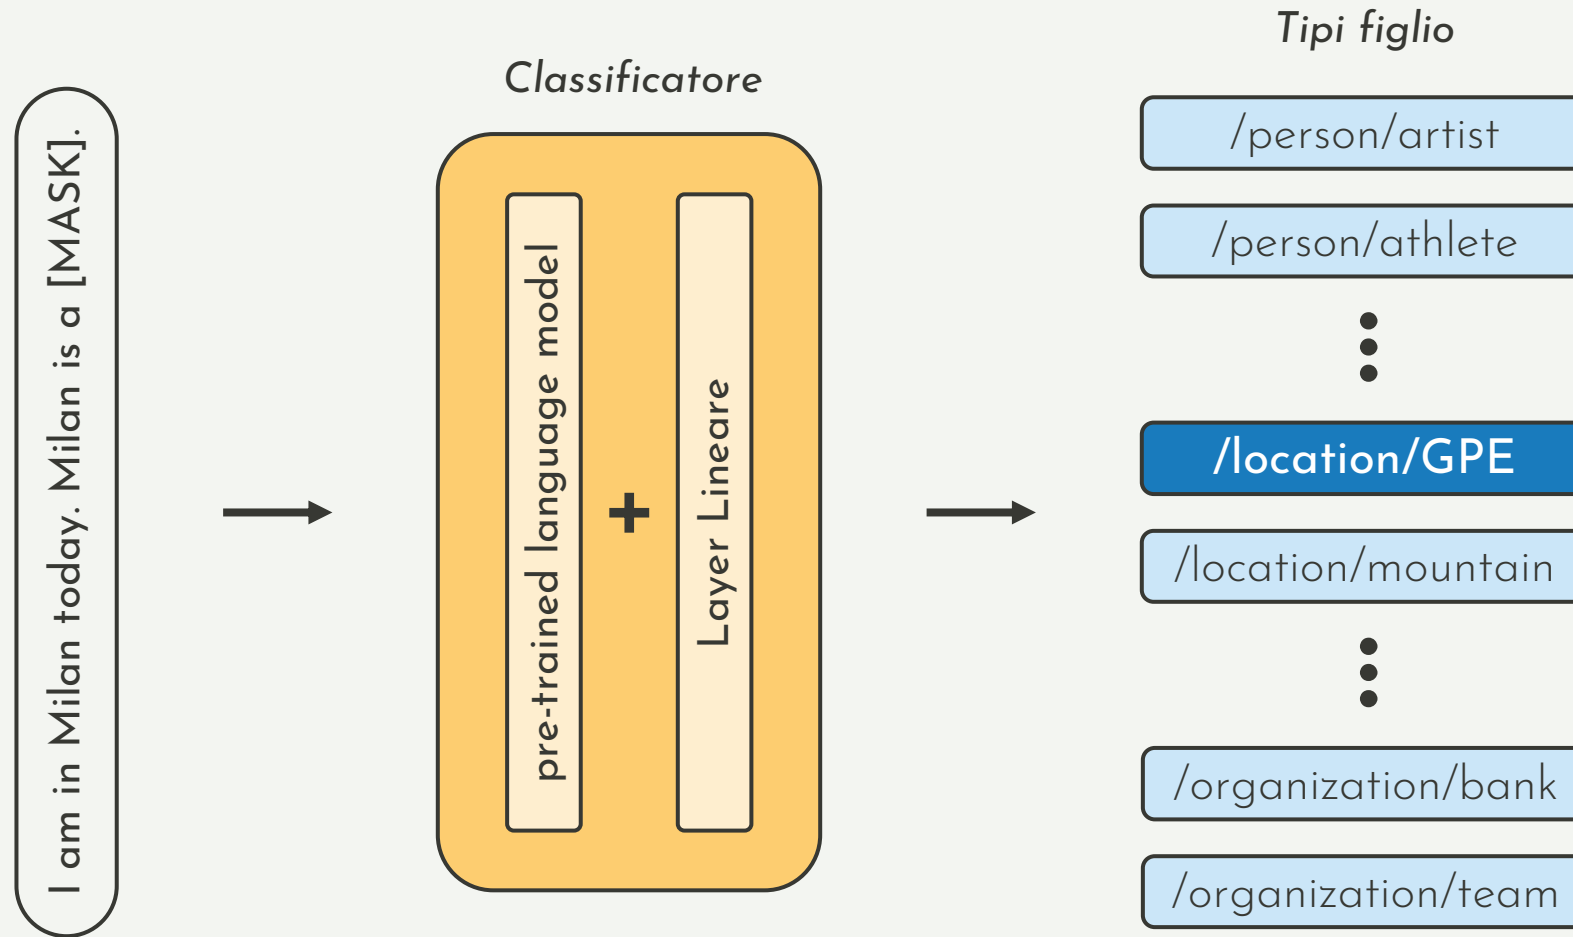 I am in Milan today. Milan is a [MASK].
Classificatore
pre-trained language model
+
Layer Lineare
Tipi figlio
/person/artist
/person/athlete
/location/GPE
/location/mountain
/organization/bank
/organization/team